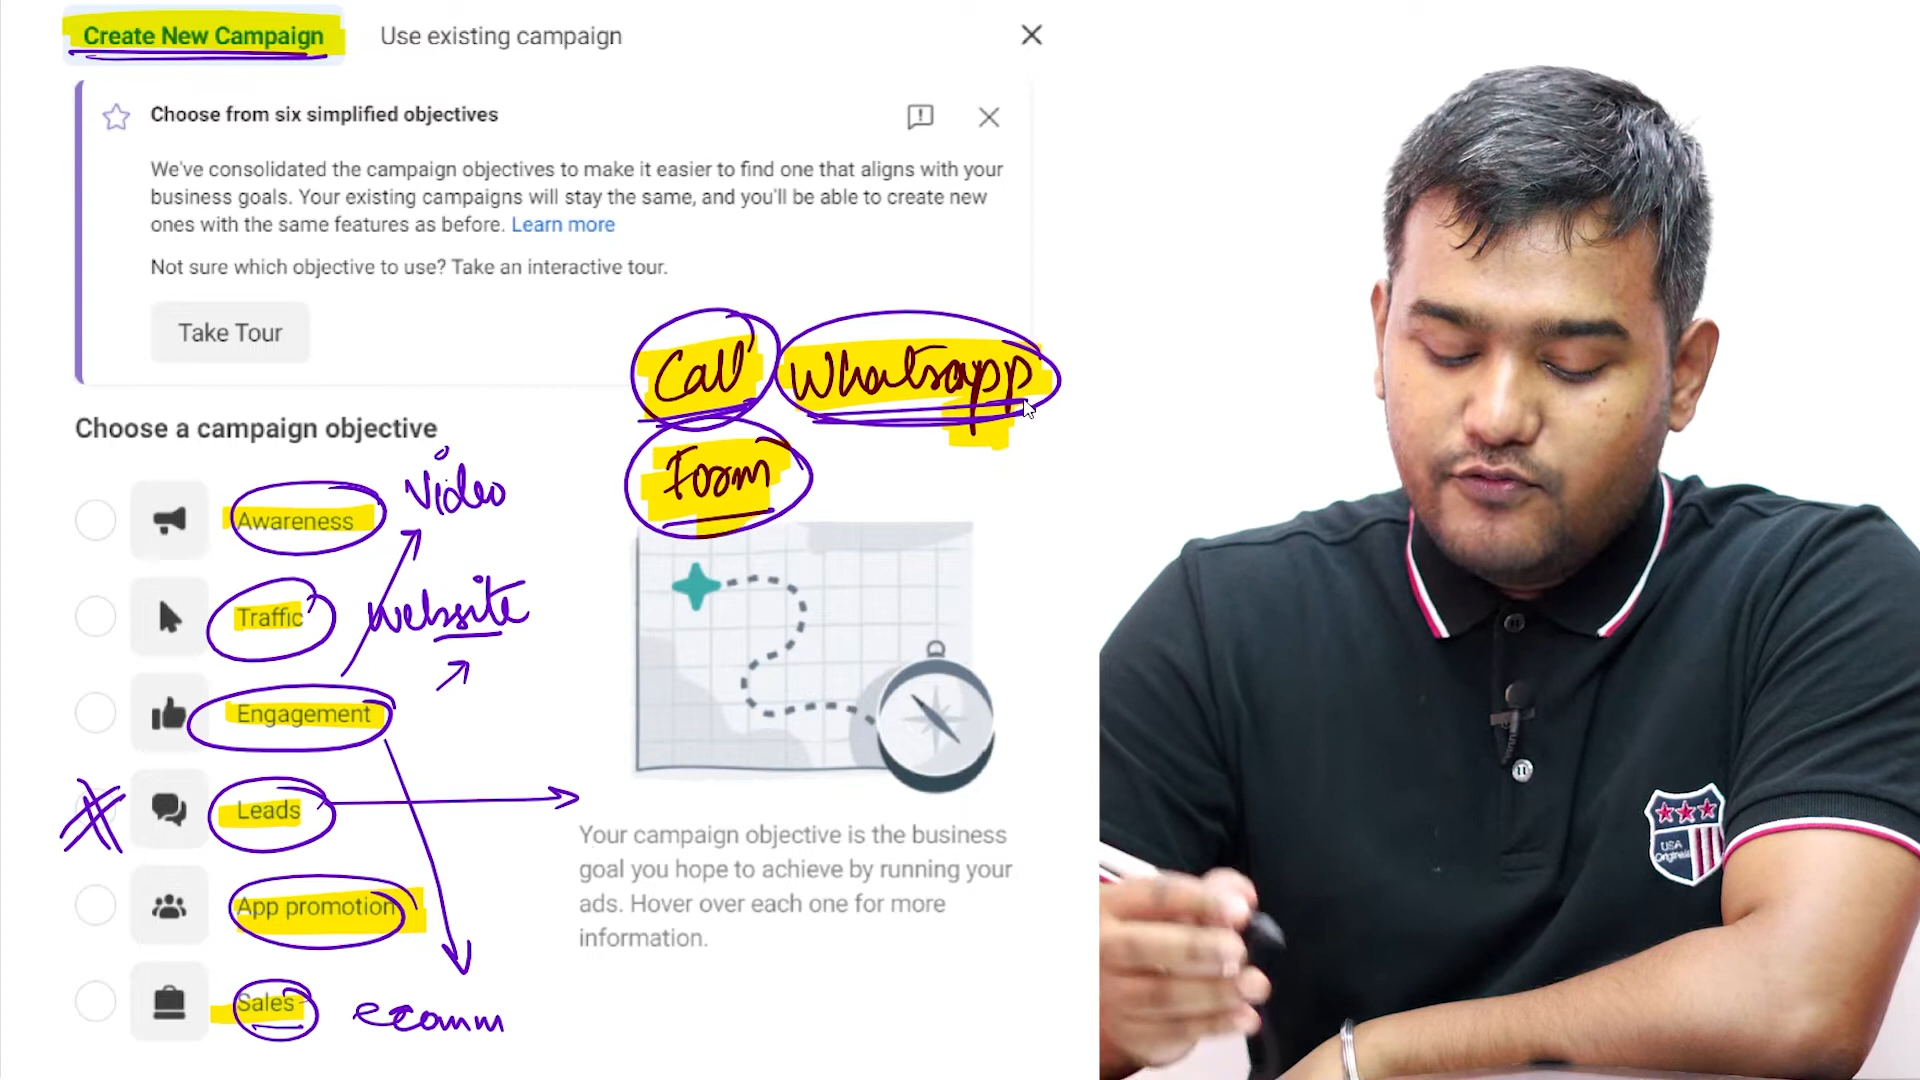 Create New Campaign Use existing campaign
Choose from six simplified objectives
We've consolidated the campaign objectives to make it easier to find one that aligns with your
business goals. Your existing campaigns will stay the same, and you'll be able to create new
ones with the same features as before. Learn more
Not sure which objective to use? Take an interactive tour.
Take Tour
Call Whatsapp
Form
Choose a campaign objective
Video
Awareness
Traffic
website
Engagement
Leads
App promotion
Sales
ecomm
Your campaign objective is the business
goal you hope to achieve by running your
ads. Hover over each one for more
information.
USA
Originals